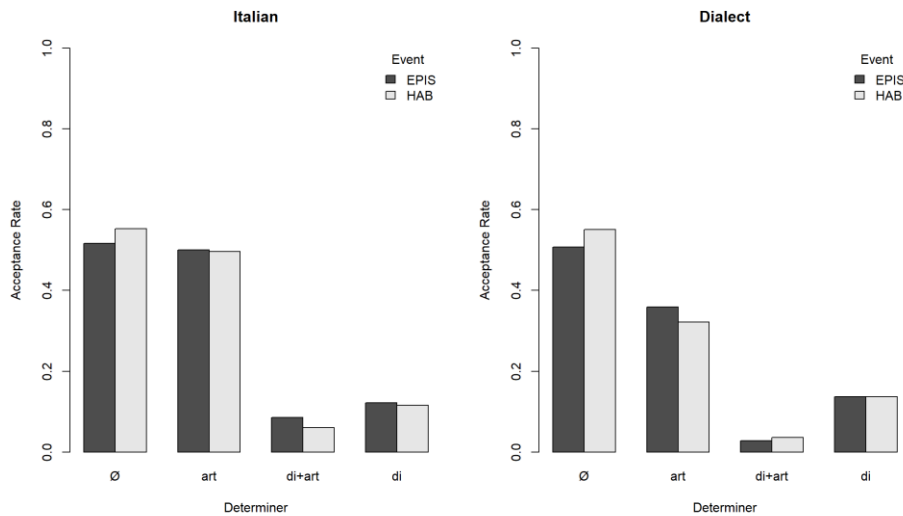 Italian
Event
EPIS
HAB
Acceptance Rate
1.0
0.8
0.6
0.4
0.2
0.0
Ø art di+art di
Determiner
Dialect
Event
EPIS
HAB
Acceptance Rate
1.0
0.8
0.6
0.4
0.2
0.0
Ø art di+art di
Determiner